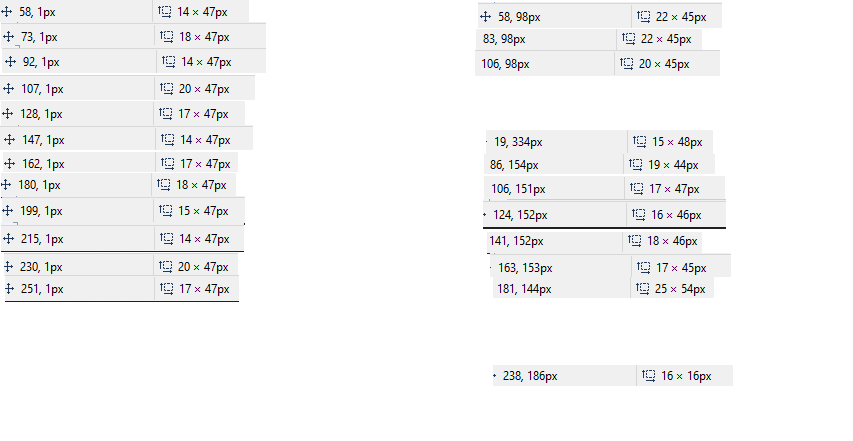 58, 1px 14 × 47px
73, 1px 18 × 47px
92, 1px 14 × 47px
107, 1px 20 × 47px
128, 1px 17 × 47px
147, 1px 14 × 47px
162, 1px 17 × 47px
180, 1px 18 × 47px
199, 1px 15 × 47px
215, 1px 14 × 47px
230, 1px 20 × 47px
251, 1px 17 × 47px
58, 98px 22 × 45px
83, 98px 22 × 45px
106, 98px 20 × 45px
19, 334px 15 × 48px
86, 154px 19 × 44px
106, 151px 17 × 47px
124, 152px 16 × 46px
141, 152px 18 × 46px
163, 153px 17 × 45px
181, 144px 25 × 54px
238, 186px 16 × 16px